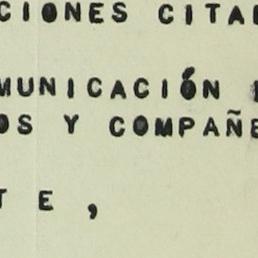 CIONES CITA
MUNICACIÓN
OS Y COMPAÑE
TE,